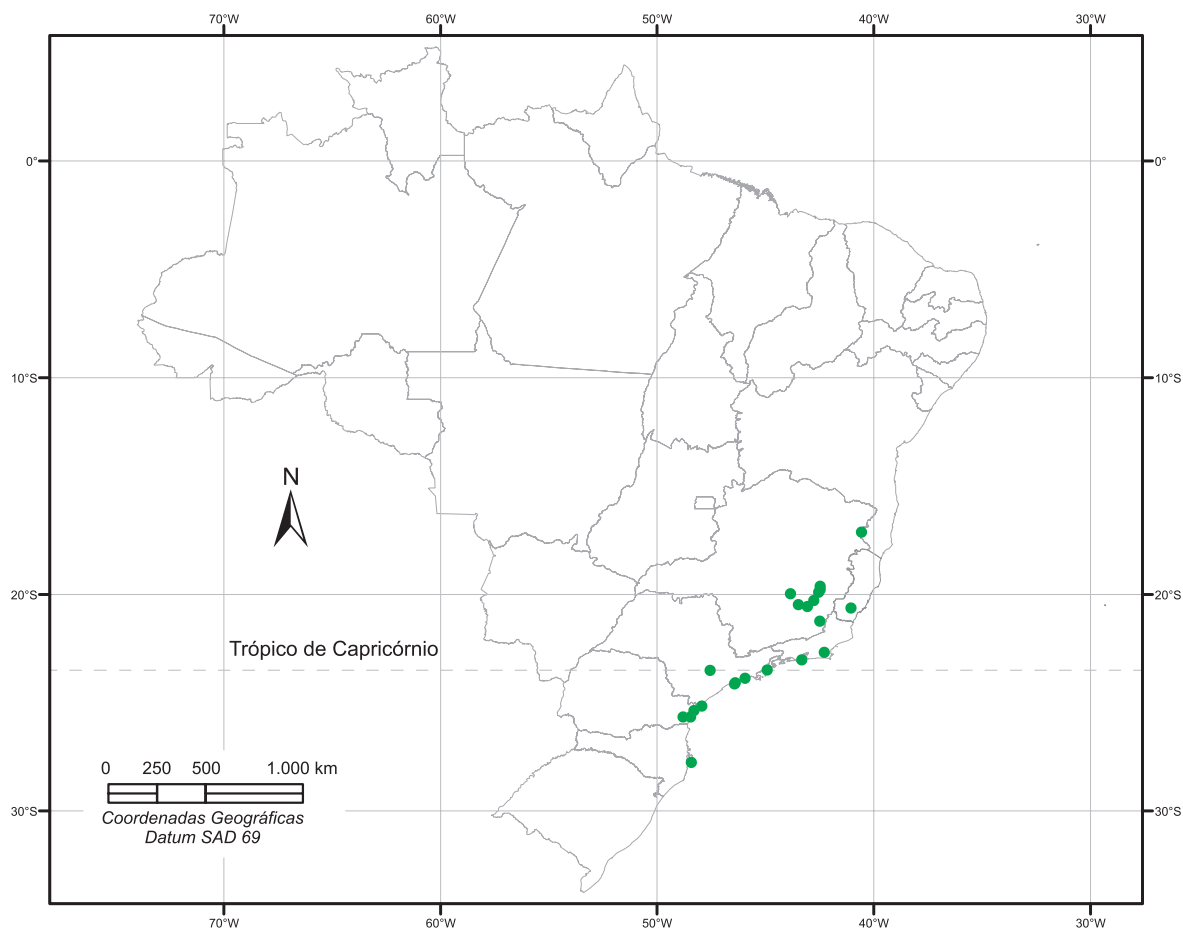 70°W 60°W 50°W 40°W 30°W
0° 0°
10°S 10°S
N
20°S 20°S
Trópico de Capricórnio
0 250 500 1.000 km
30°S 30°S
Coordenadas Geográficas
Datum SAD 69
70°W 60°W 50°W 40°W 30°W